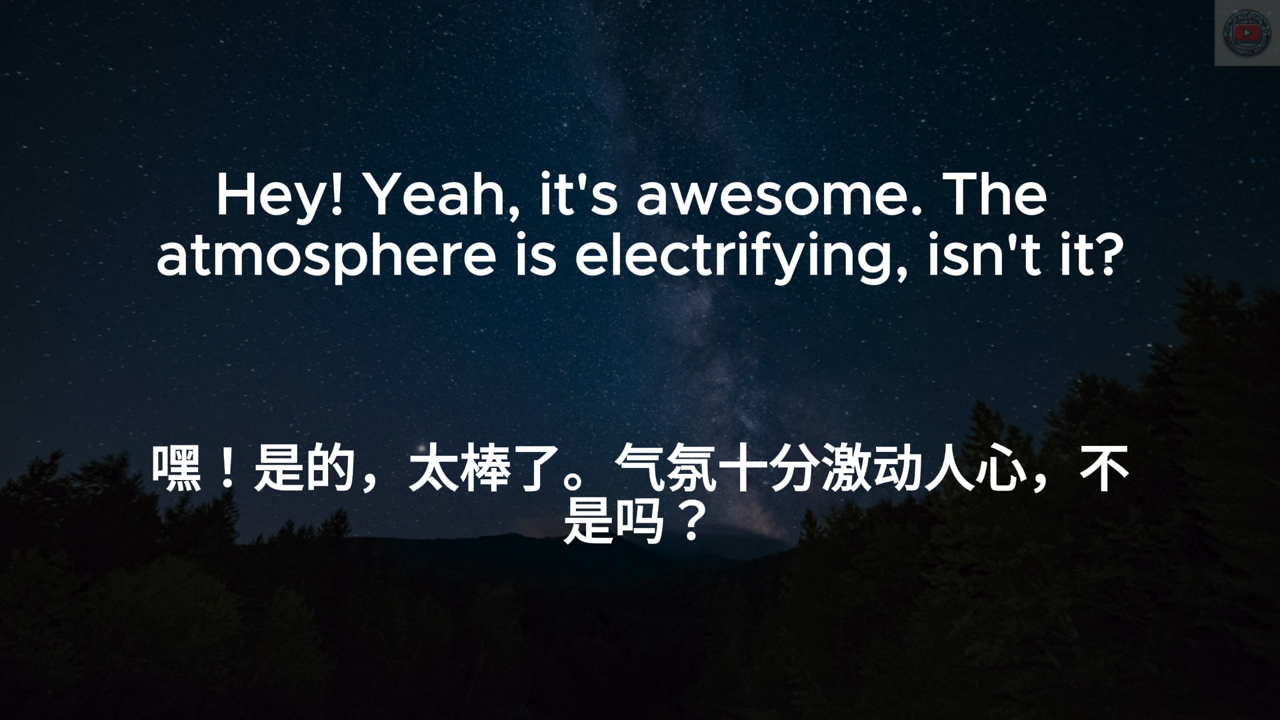 Hey! Yeah, it's awesome. The
atmosphere is electrifying, isn't it?
嘿！是的，太棒了。气氛十分激动人心，不
是吗？